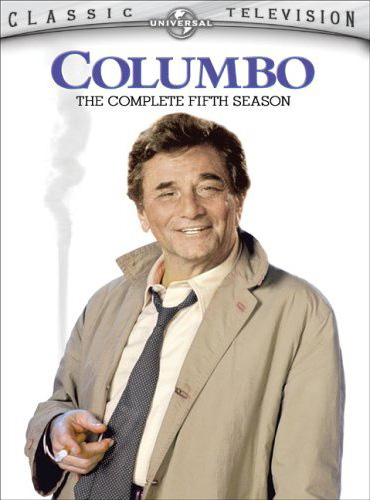 CLASSIC UNIVERSAL TELEVISION
COLUMBO
THE COMPLETE FIFTH SEASON